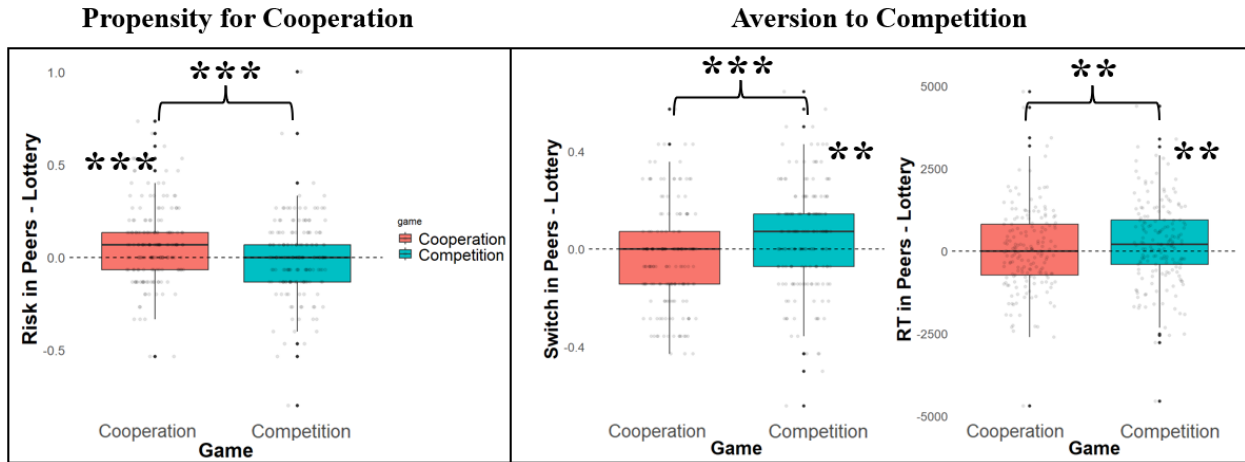 Propensity for Cooperation
Aversion to Competition
***
1.0
0.5
0.0
-0.5
Risk in Peers - Lottery
***
game
Cooperation
Competition
Cooperation
Competition
Game
***
0.4
0.0
-0.4
Switch in Peers - Lottery
**
Cooperation
Competition
Game
**
5000
2500
0
-2500
-5000
RT in Peers - Lottery
**
Cooperation
Competition
Game